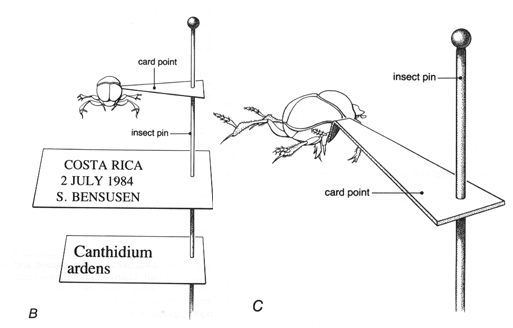 card point
insect pin
COSTA RICA
2 JULY 1984
S. BENSUSEN
Canthidium
ardens
B
insect pin
card point
C